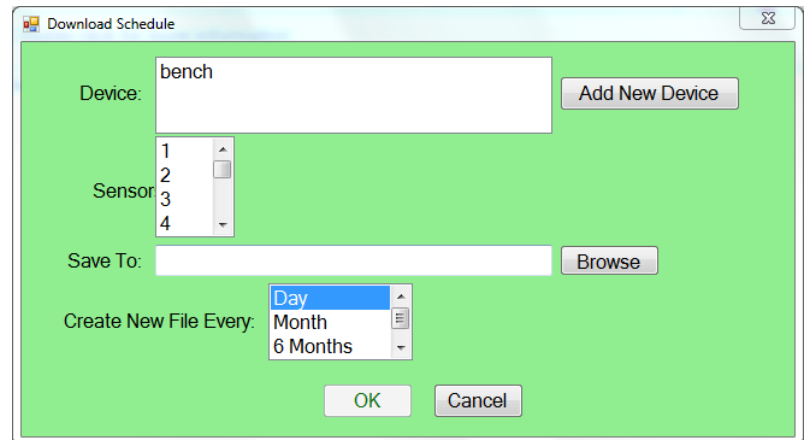 Download Schedule
Device:
bench
Add New Device
Sensor
1
2
3
4
Save To:
Browse
Create New File Every:
Day
Month
6 Months
OK
Cancel